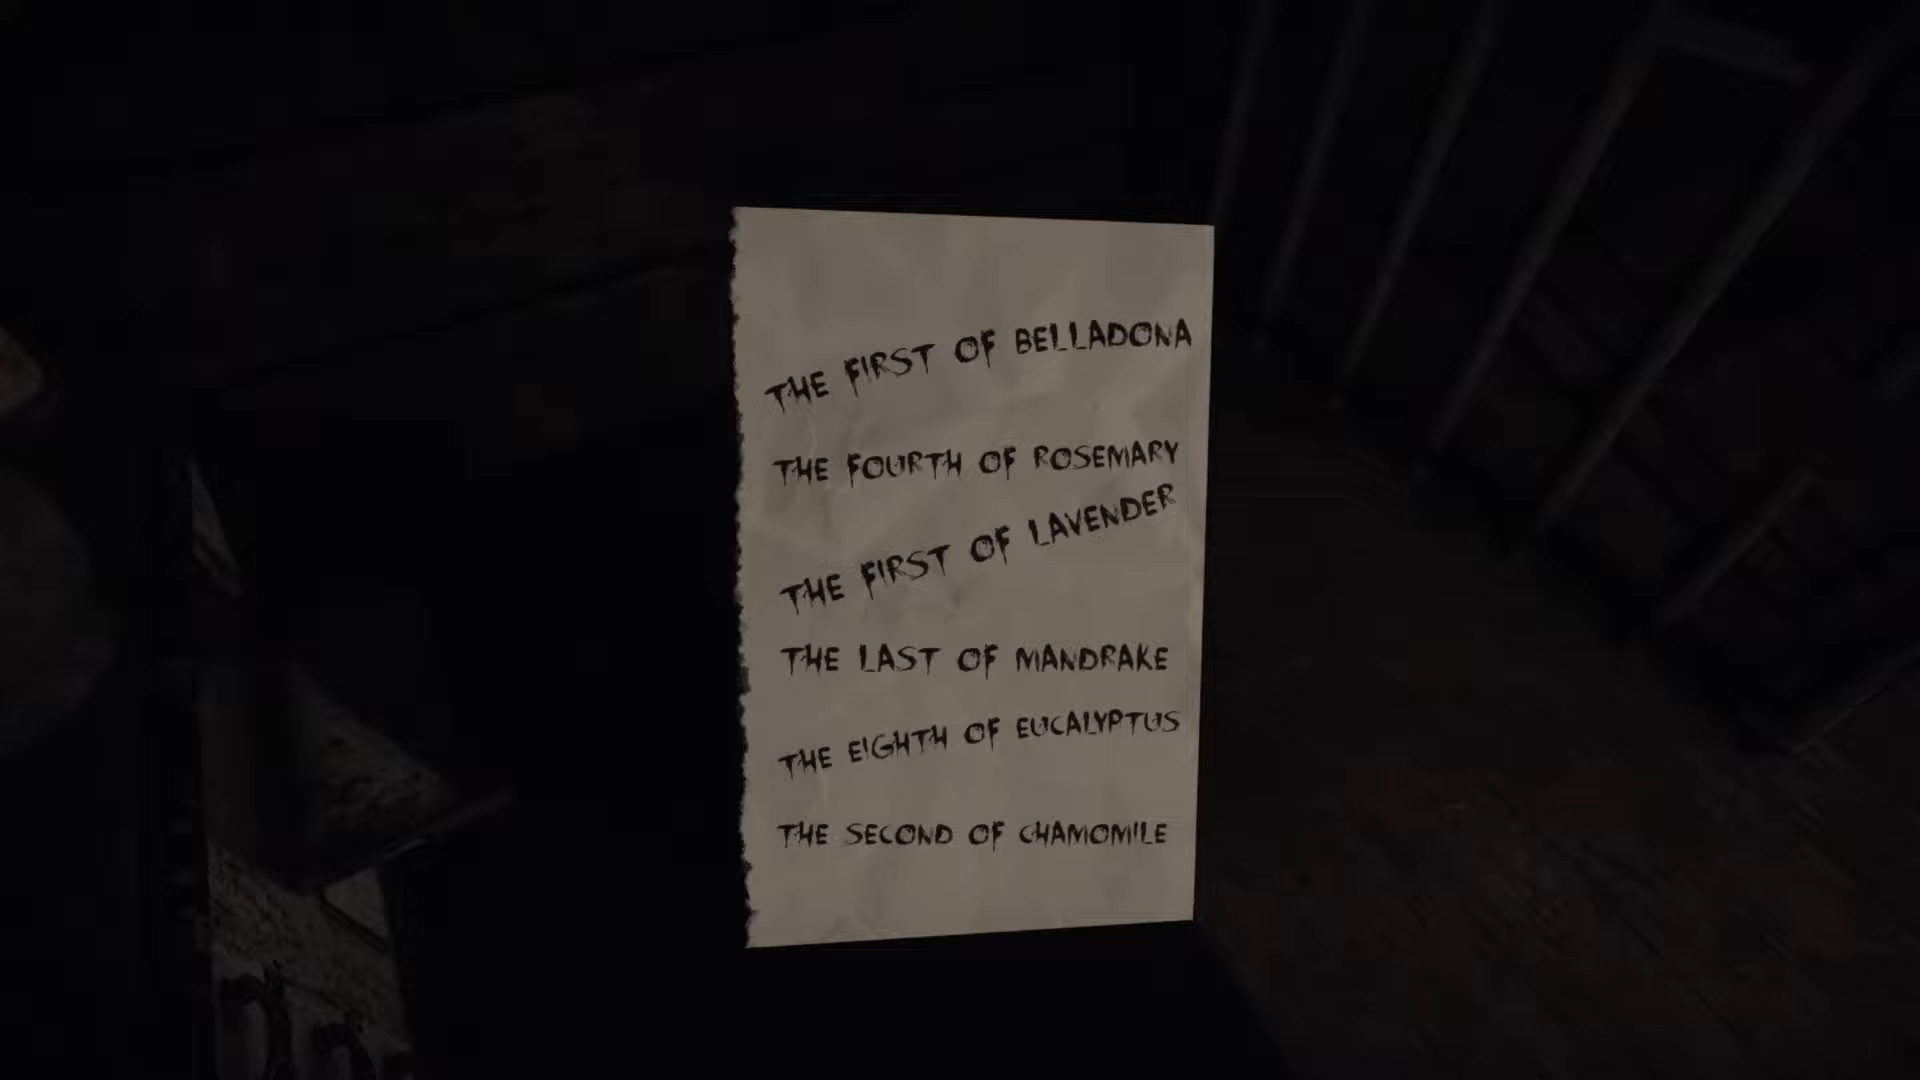 THE FIRST OF BELLADONA
THE FOURTH OF ROSEMARY
THE FIRST OF LAVENDER
THE LAST OF MANDRAKE
THE EIGHTH OF EUCALYPTUS
THE SECOND OF CHAMOMILE